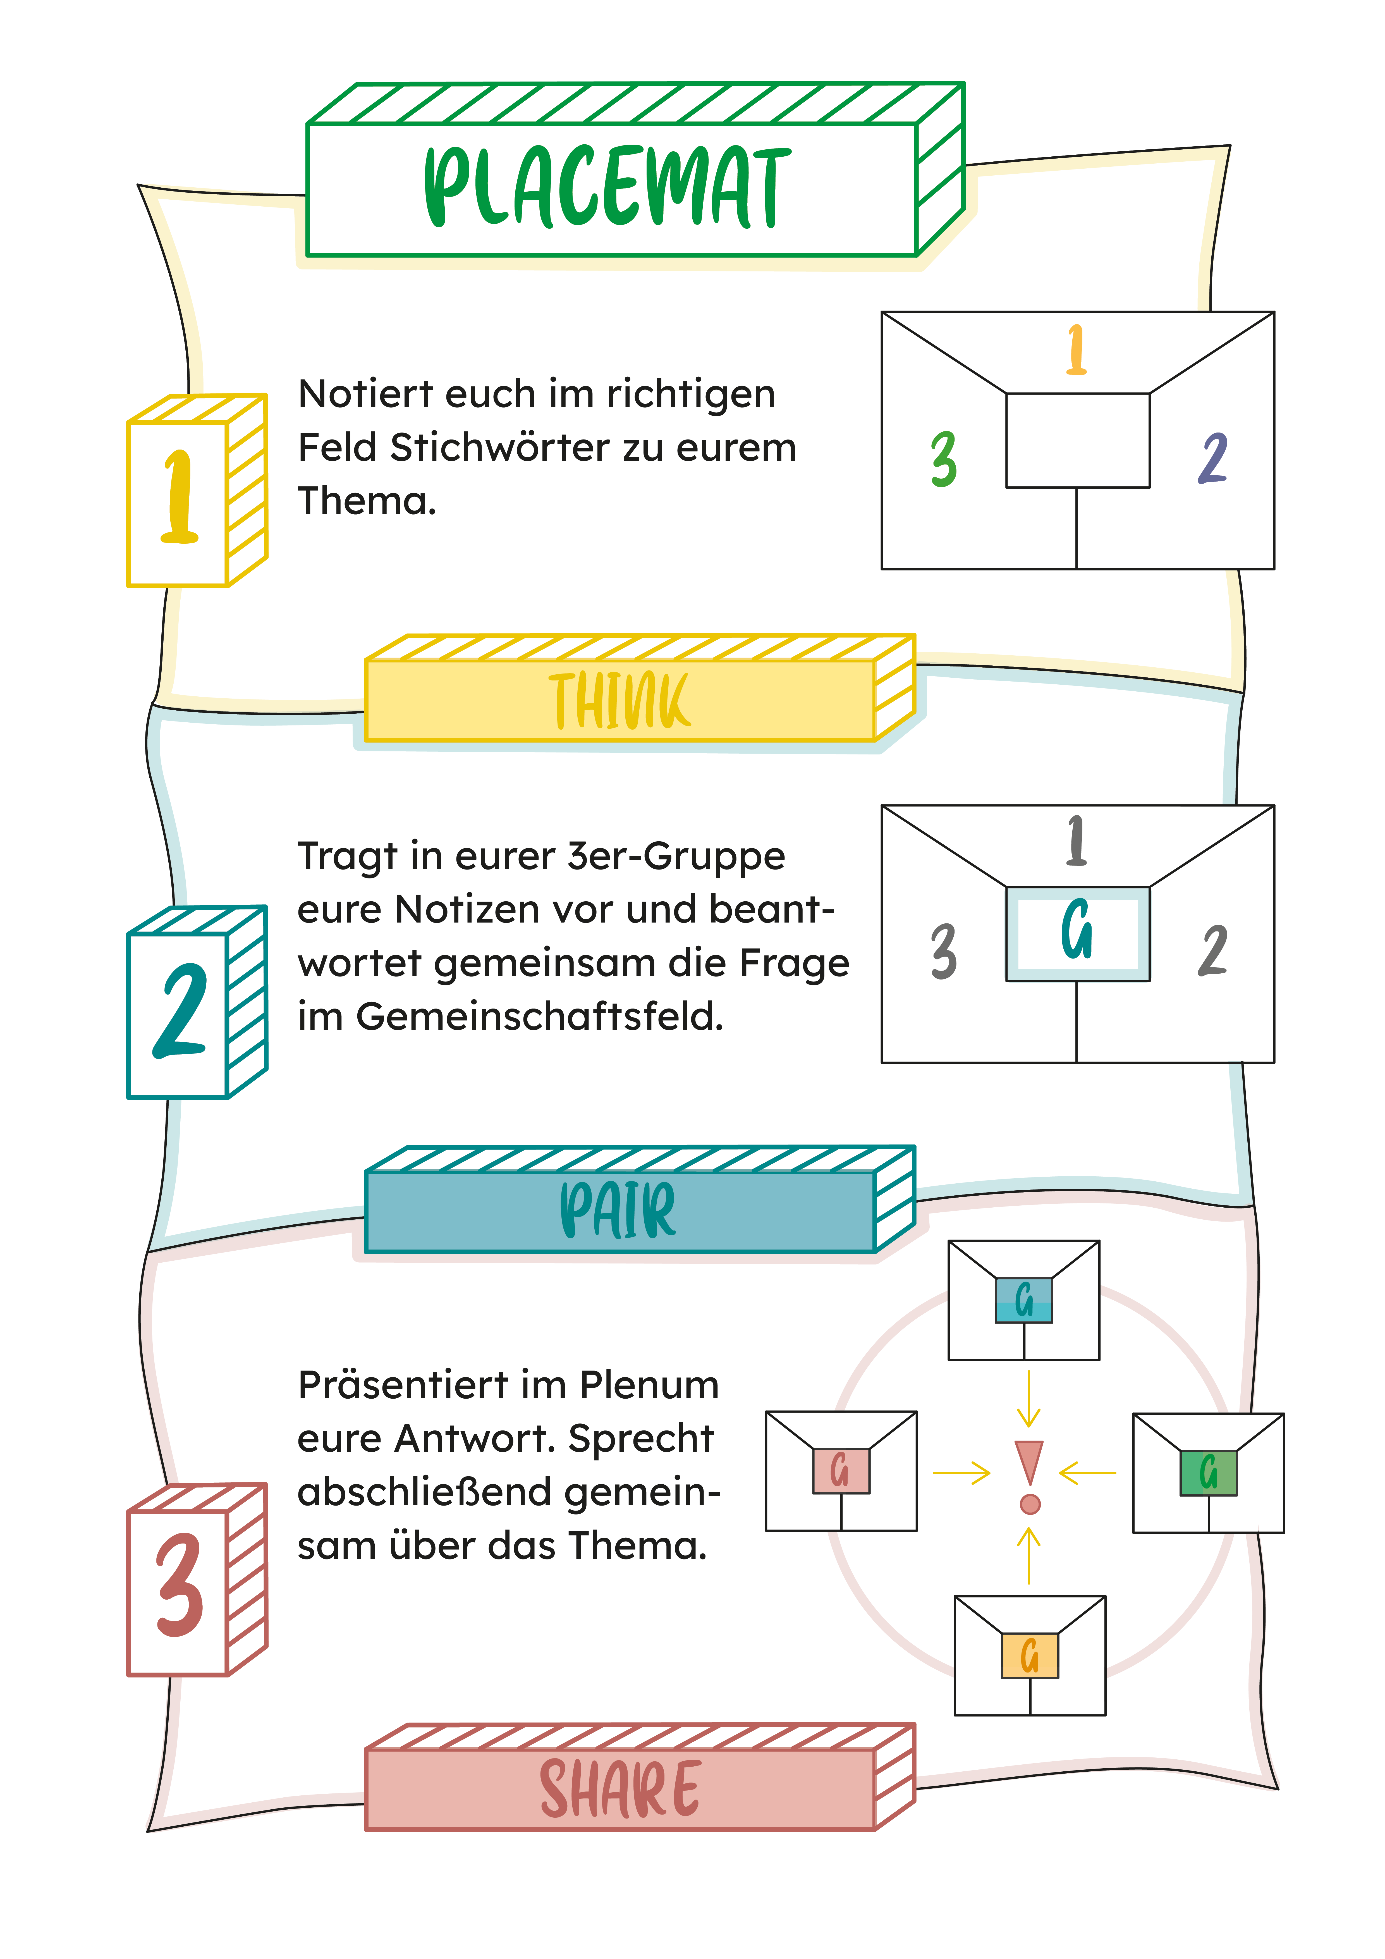 PLACEMAT
1
Notiert euch im richtigen
Feld Stichwörter zu eurem
Thema.
1
3
2
THINK
2
Tragt in eurer 3er-Gruppe
eure Notizen vor und beant-
wortet gemeinsam die Frage
im Gemeinschaftsfeld.
1
G
3
2
PAIR
3
Präsentiert im Plenum
eure Antwort. Sprecht
abschließend gemein-
sam über das Thema.
G
G
!
G
G
SHARE